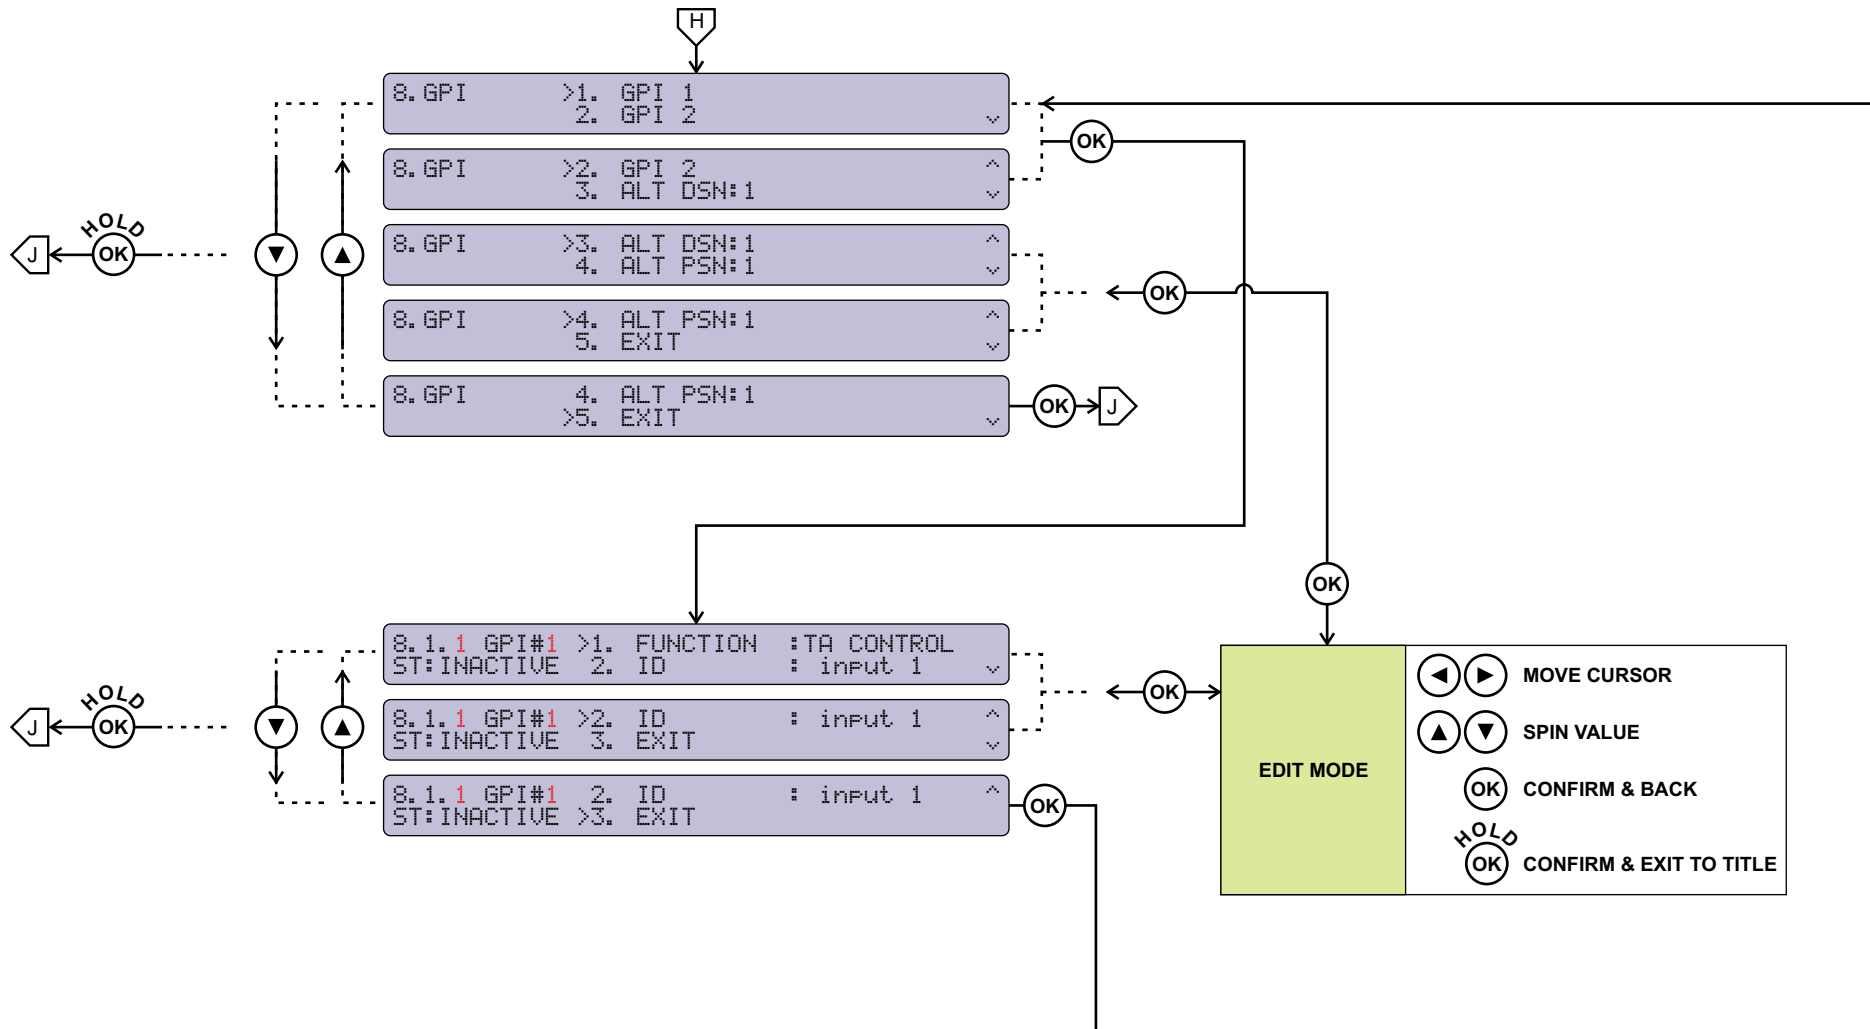 H
8.GPI >1. GPI 1
2. GPI 2
OK
8.GPI >2. GPI 2
3. ALT DSN:1
HOLD
J OK
8.GPI >3. ALT DSN:1
4. ALT PSN:1
OK
8.GPI >4. ALT PSN:1
5. EXIT
8.GPI 4. ALT PSN:1
>5. EXIT
OK J
OK
8.1.1 GPI#1 >1. FUNCTION :TA CONTROL
ST:INACTIVE 2. ID : input 1
OK
HOLD
J OK
8.1.1 GPI#1 >2. ID : input 1
ST:INACTIVE 3. EXIT
8.1.1 GPI#1 2. ID : input 1
ST:INACTIVE >3. EXIT
OK
EDIT MODE
MOVE CURSOR
SPIN VALUE
OK CONFIRM & BACK
HOLD
OK CONFIRM & EXIT TO TITLE